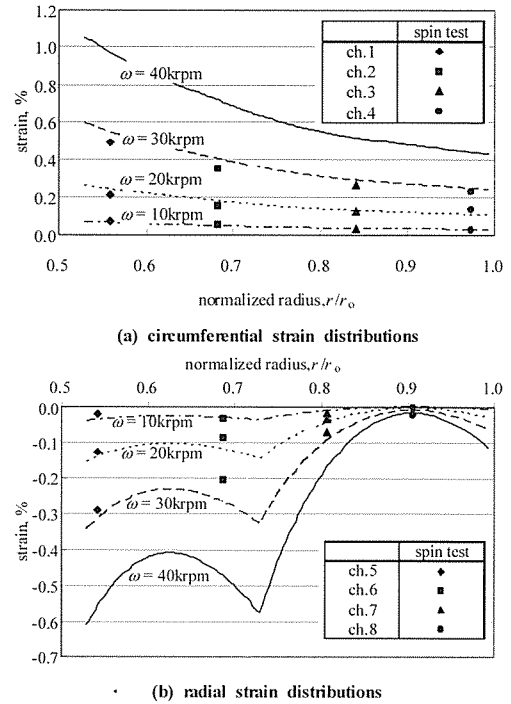 1.2
1.0
0.8
0.6
0.4
0.2
0.0
strain, %
ω = 40krpm
ω = 30krpm
ω = 20krpm
ω = 10krpm
spin test
ch.1
ch.2
ch.3
ch.4
0.5 0.6 0.7 0.8 0.9 1.0
normalized radius,r/ro
(a) circumferential strain distributions
normalized radius,r/ro
0.5 0.6 0.7 0.8 0.9 1.0
0.0
-0.1
-0.2
-0.3
-0.4
-0.5
-0.6
-0.7
strain, %
ω = 10krpm
ω = 20krpm
ω = 30krpm
ω = 40krpm
spin test
ch.5
ch.6
ch.7
ch.8
(b) radial strain distributions